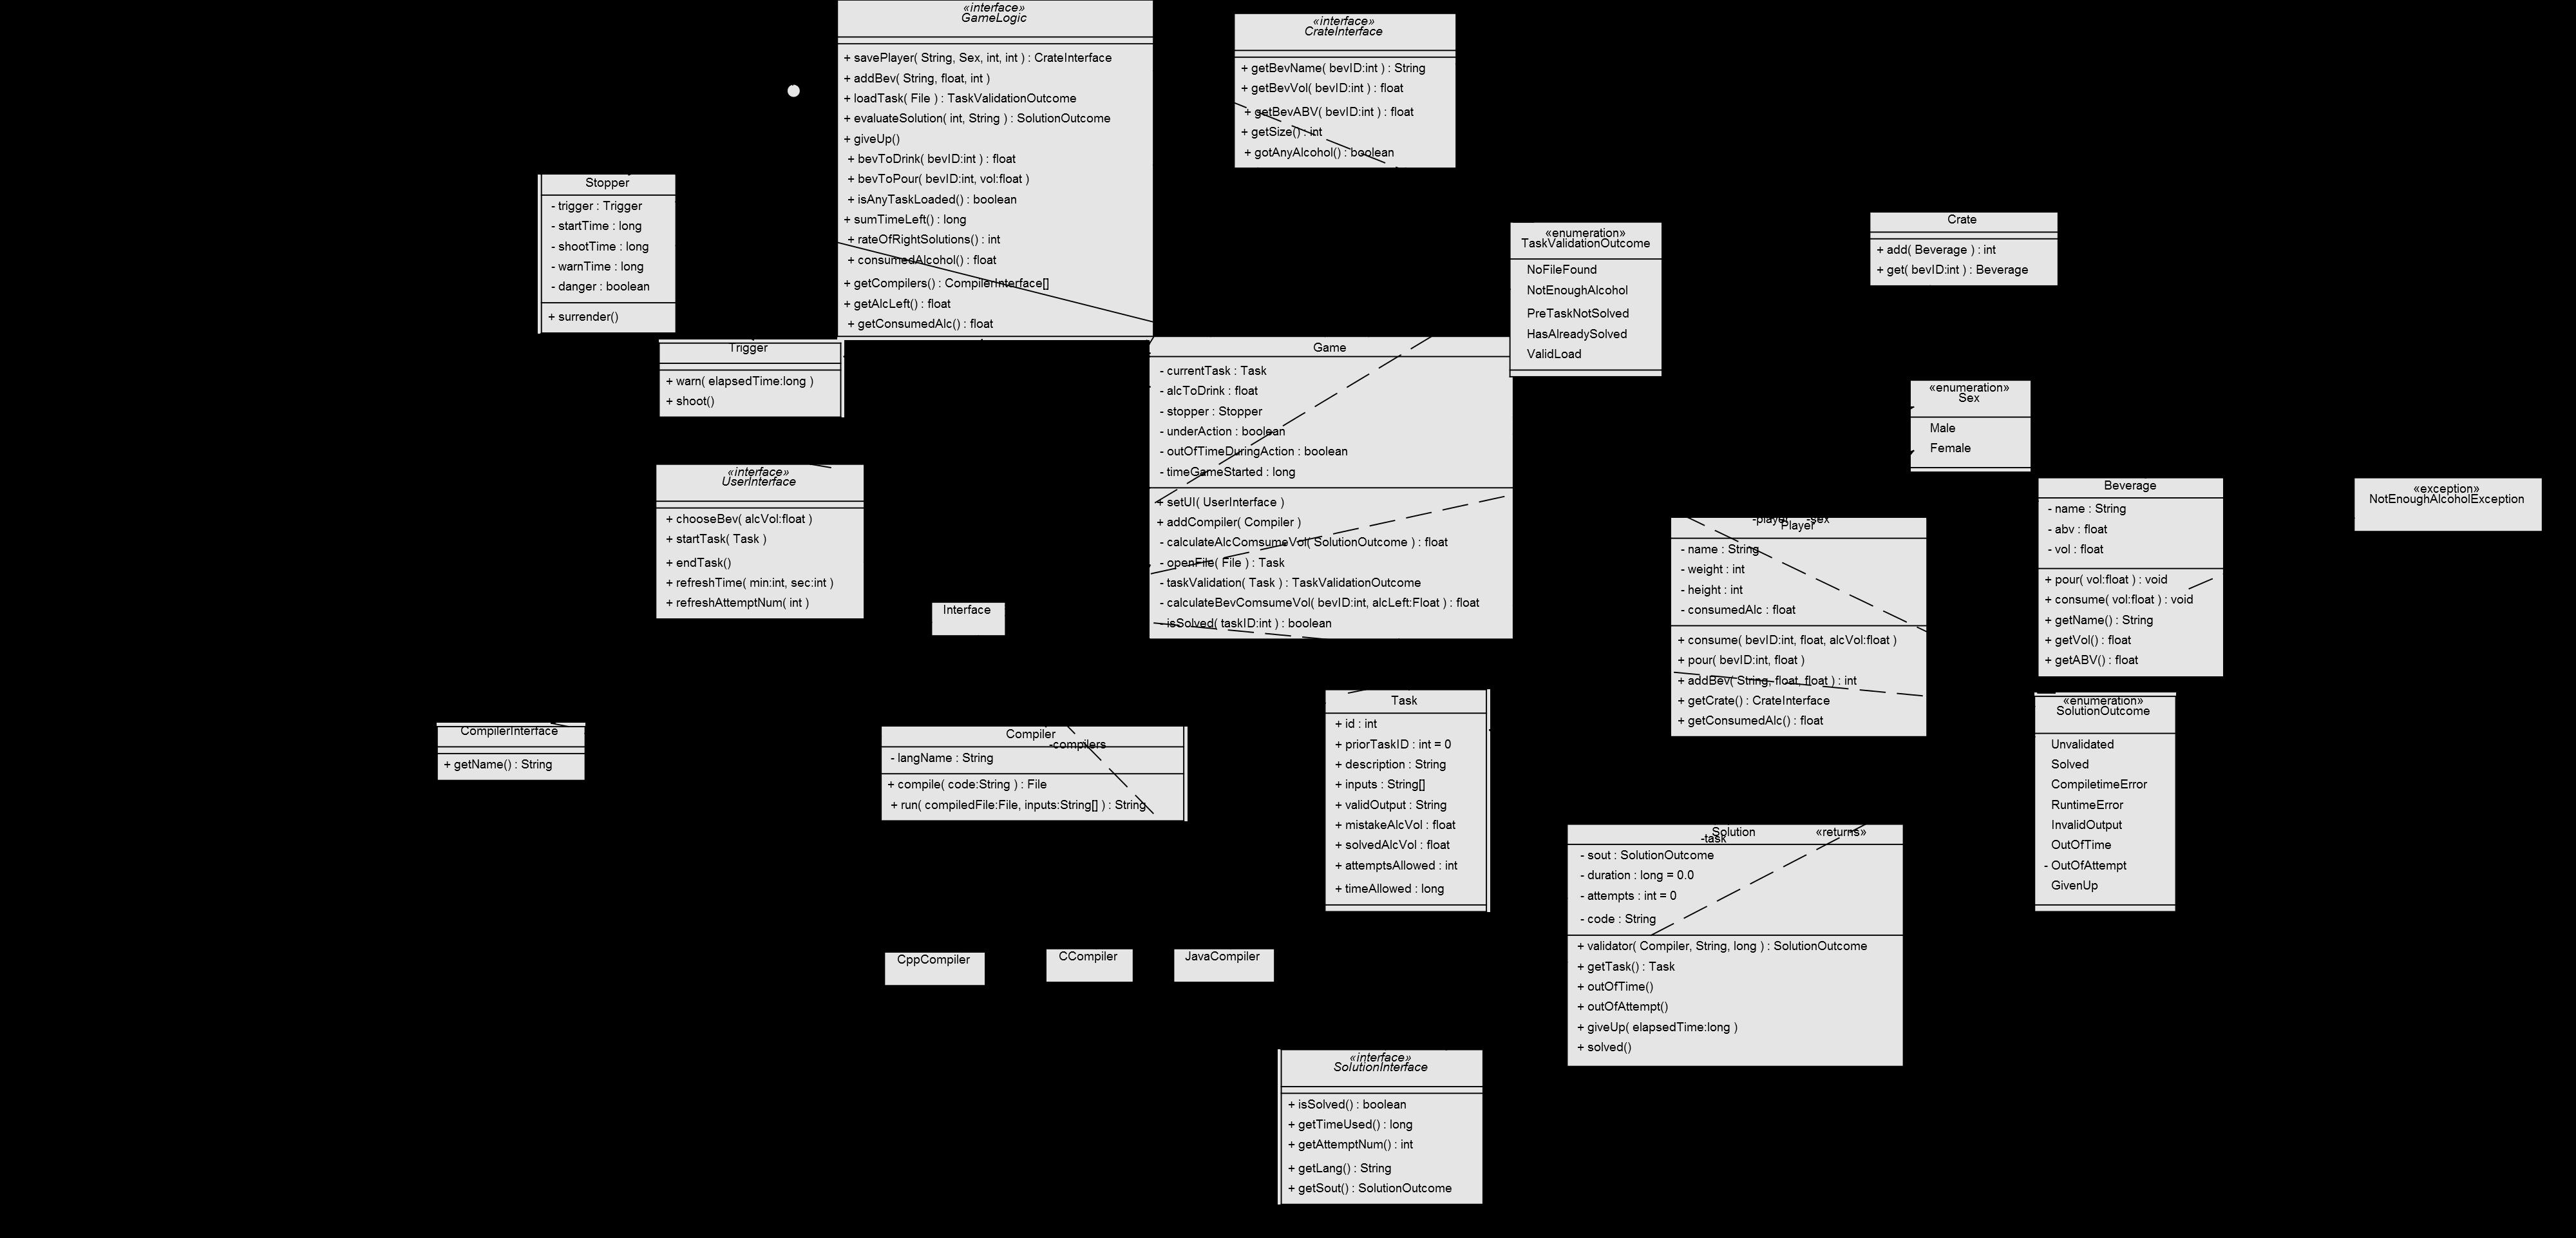 «interface»
GameLogic
+ savePlayer( String, Sex, int, int ) : CrateInterface
+ addBev( String, float, int )
+ loadTask( File ) : TaskValidationOutcome
+ evaluateSolution( int, String ) : SolutionOutcome
+ giveUp()
+ bevToDrink( bevID:int ) : float
+ bevToPour( bevID:int, vol:float )
+ isAnyTaskLoaded() : boolean
+ sumTimeLeft() : long
+ rateOfRightSolutions() : int
+ consumedAlcohol() : float
+ getCompilers() : CompilerInterface[]
+ getAlcLeft() : float
+ getConsumedAlc() : float
«interface»
CrateInterface
+ getBevName( bevID:int ) : String
+ getBevVol( bevID:int ) : float
+ getBevABV( bevID:int ) : float
+ getSize() : int
+ gotAnyAlcohol() : boolean
Stopper
- trigger : Trigger
- startTime : long
- shootTime : long
- warnTime : long
- danger : boolean
+ surrender()
«enumeration»
TaskValidationOutcome
NoFileFound
NotEnoughAlcohol
PreTaskNotSolved
HasAlreadySolved
ValidLoad
Crate
+ add( Beverage ) : int
+ get( bevID:int ) : Beverage
Trigger
+ warn( elapsedTime:long )
+ shoot()
Game
- currentTask : Task
- alcToDrink : float
- stopper : Stopper
- underAction : boolean
- outOfTimeDuringAction : boolean
- timeGameStarted : long
+ setUI( UserInterface )
+ addCompiler( Compiler )
- calculateAlcComsumeVol( SolutionOutcome ) : float
- openFile( File ) : Task
- taskValidation( Task ) : TaskValidationOutcome
- calculateBevComsumeVol( bevID:int, alcLeft:Float ) : float
- isSolved( taskID:int ) : boolean
«enumeration»
Sex
Male
Female
«interface»
UserInterface
+ chooseBev( alcVol:float )
+ startTask( Task )
+ endTask()
+ refreshTime( min:int, sec:int )
+ refreshAttemptNum( int )
Beverage
- name : String
- abv : float
- vol : float
+ pour( vol:float ) : void
+ consume( vol:float ) : void
+ getName() : String
+ getVol() : float
+ getABV() : float
«exception»
NotEnoughAlcoholException
-player -sex
Player
- name : String
- weight : int
- height : int
- consumedAlc : float
+ consume( bevID:int, float, alcVol:float )
+ pour( bevID:int, float )
+ addBev( String, float, float ) : int
+ getCrate() : CrateInterface
+ getConsumedAlc() : float
Interface
Task
+ id : int
+ priorTaskID : int = 0
+ description : String
+ inputs : String[]
+ validOutput : String
+ mistakeAlcVol : float
+ solvedAlcVol : float
+ attemptsAllowed : int
+ timeAllowed : long
«enumeration»
SolutionOutcome
Unvalidated
Solved
CompiletimeError
RuntimeError
InvalidOutput
OutOfTime
- OutOfAttempt
GivenUp
CompilerInterface
+ getName() : String
Compiler
-compilers
- langName : String
+ compile( code:String ) : File
+ run( compiledFile:File, inputs:String[] ) : String
Solution «returns»
-task
- sout : SolutionOutcome
- duration : long = 0.0
- attempts : int = 0
- code : String
+ validator( Compiler, String, long ) : SolutionOutcome
+ getTask() : Task
+ outOfTime()
+ outOfAttempt()
+ giveUp( elapsedTime:long )
+ solved()
CppCompiler
CCompiler
JavaCompiler
«interface»
SolutionInterface
+ isSolved() : boolean
+ getTimeUsed() : long
+ getAttemptNum() : int
+ getLang() : String
+ getSout() : SolutionOutcome